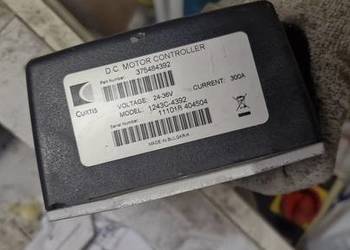 D.C. MOTOR CONTROLLER
Part Number:
375484392
CURTIS
VOLTAGE: 24-36V
CURRENT: 300A
MODEL: 1243C-4392
Serial Number:
11101R 404504
MADE IN BULGARIA